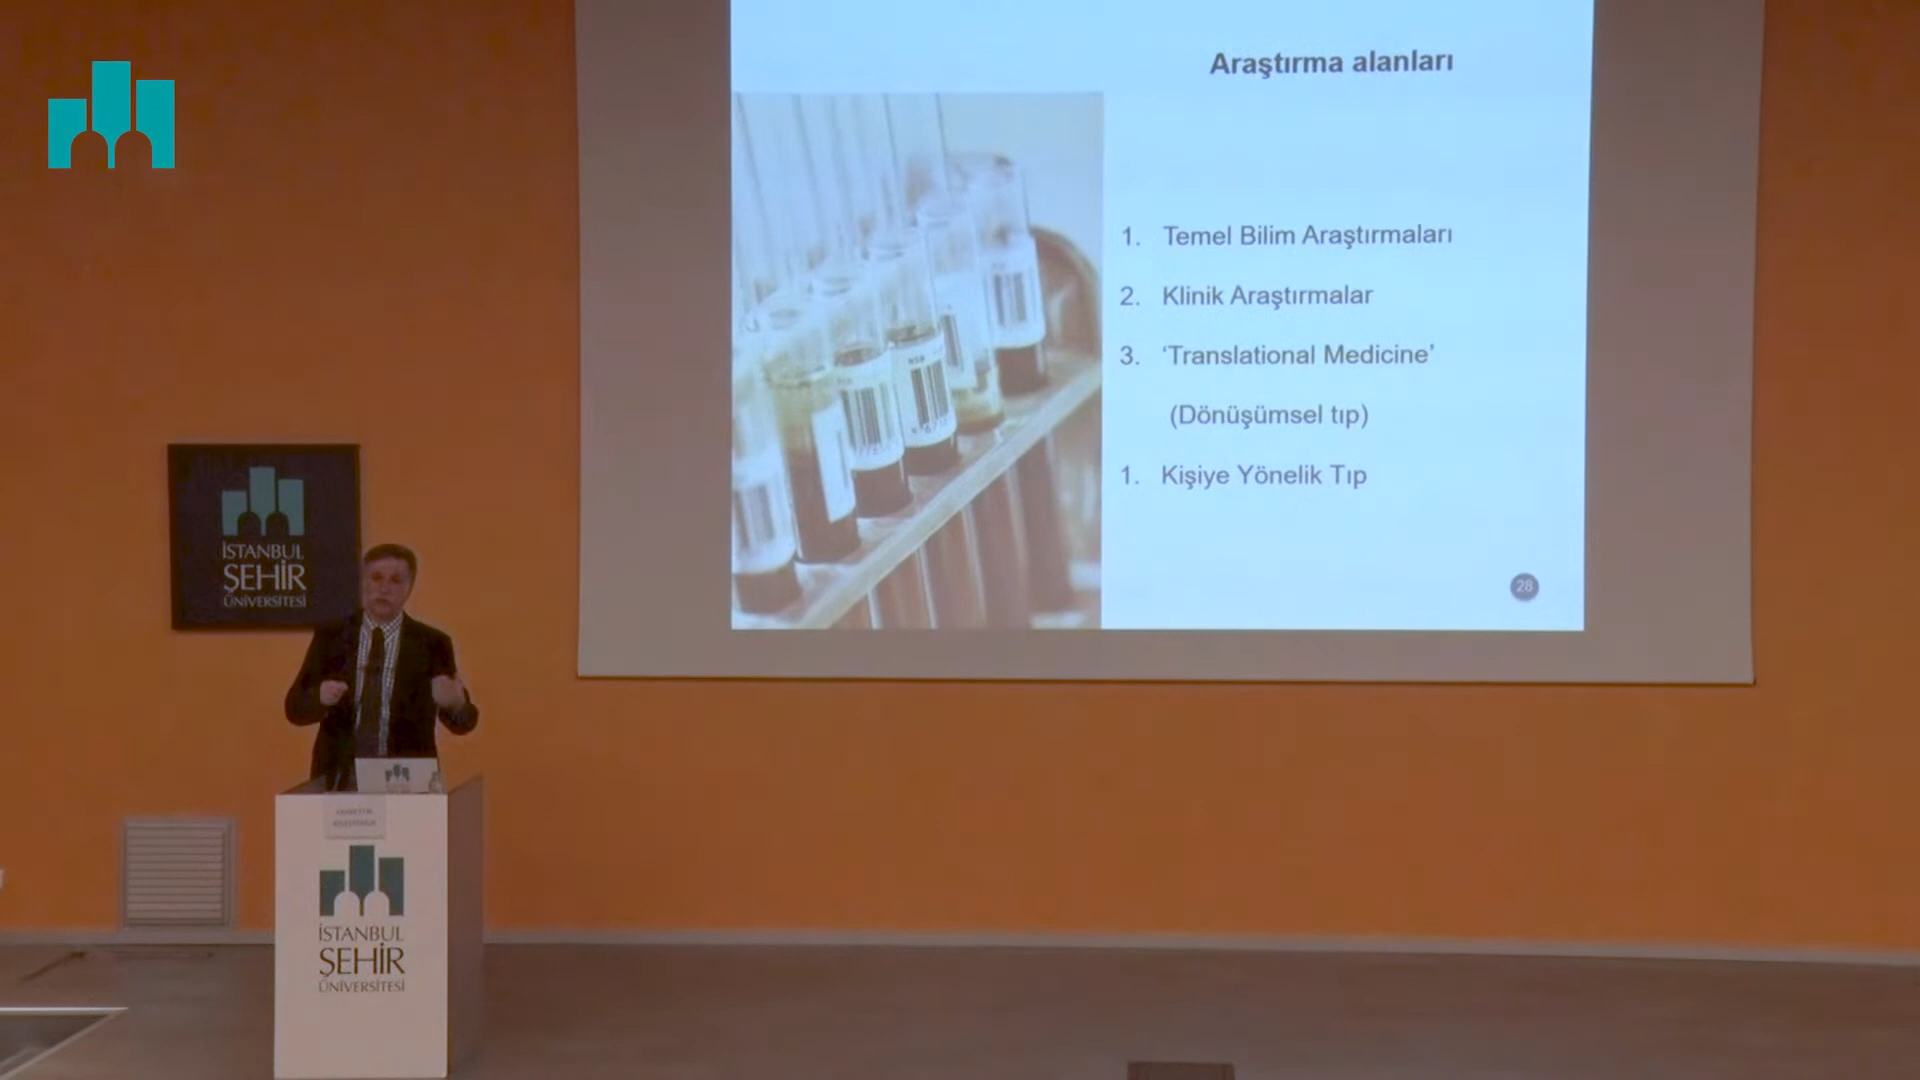 Araştırma alanları
1. Temel Bilim Araştırmaları
2. Klinik Araştırmalar
3. ‘Translational Medicine’
(Dönüşümsel tıp)
1. Kişiye Yönelik Tıp
28
İSTANBUL
ŞEHİR
ÜNİVERSİTESİ
İSTANBUL
ŞEHİR
ÜNİVERSİTESİ